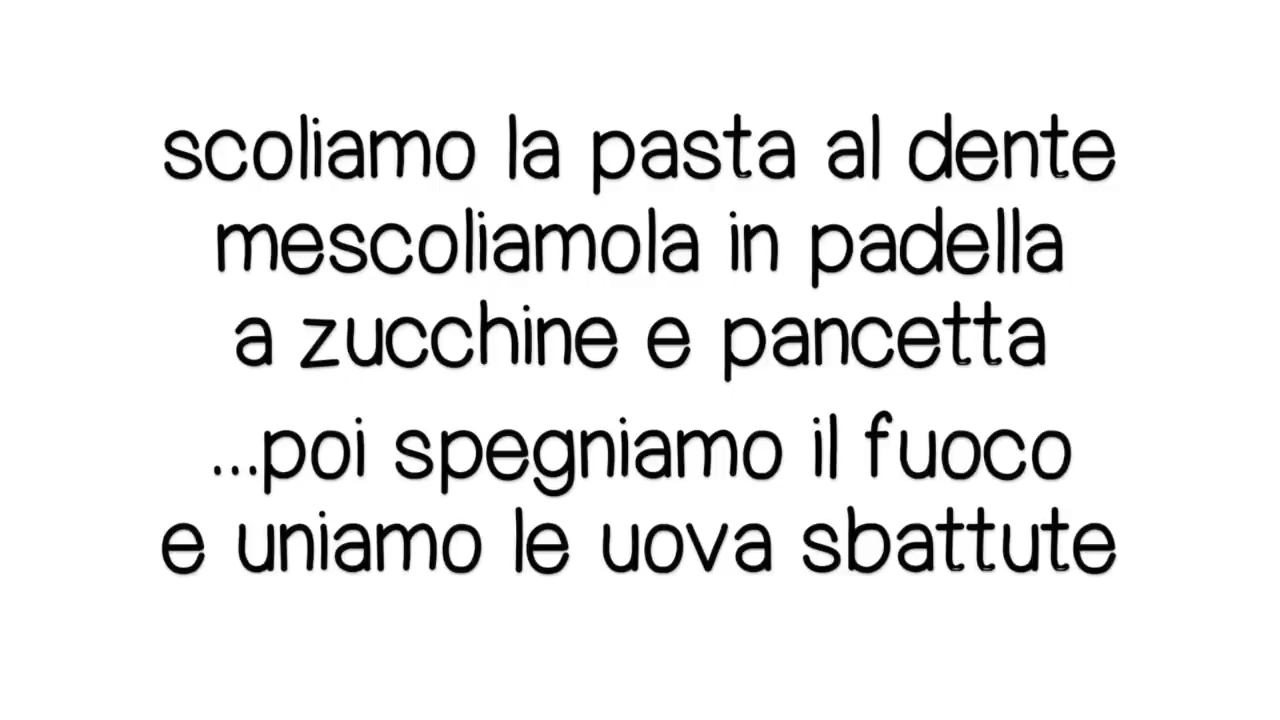 scoliamo la pasta al dente
mescoliamola in padella
a zucchine e pancetta
...poi spegniamo il fuoco
e uniamo le uova sbattute